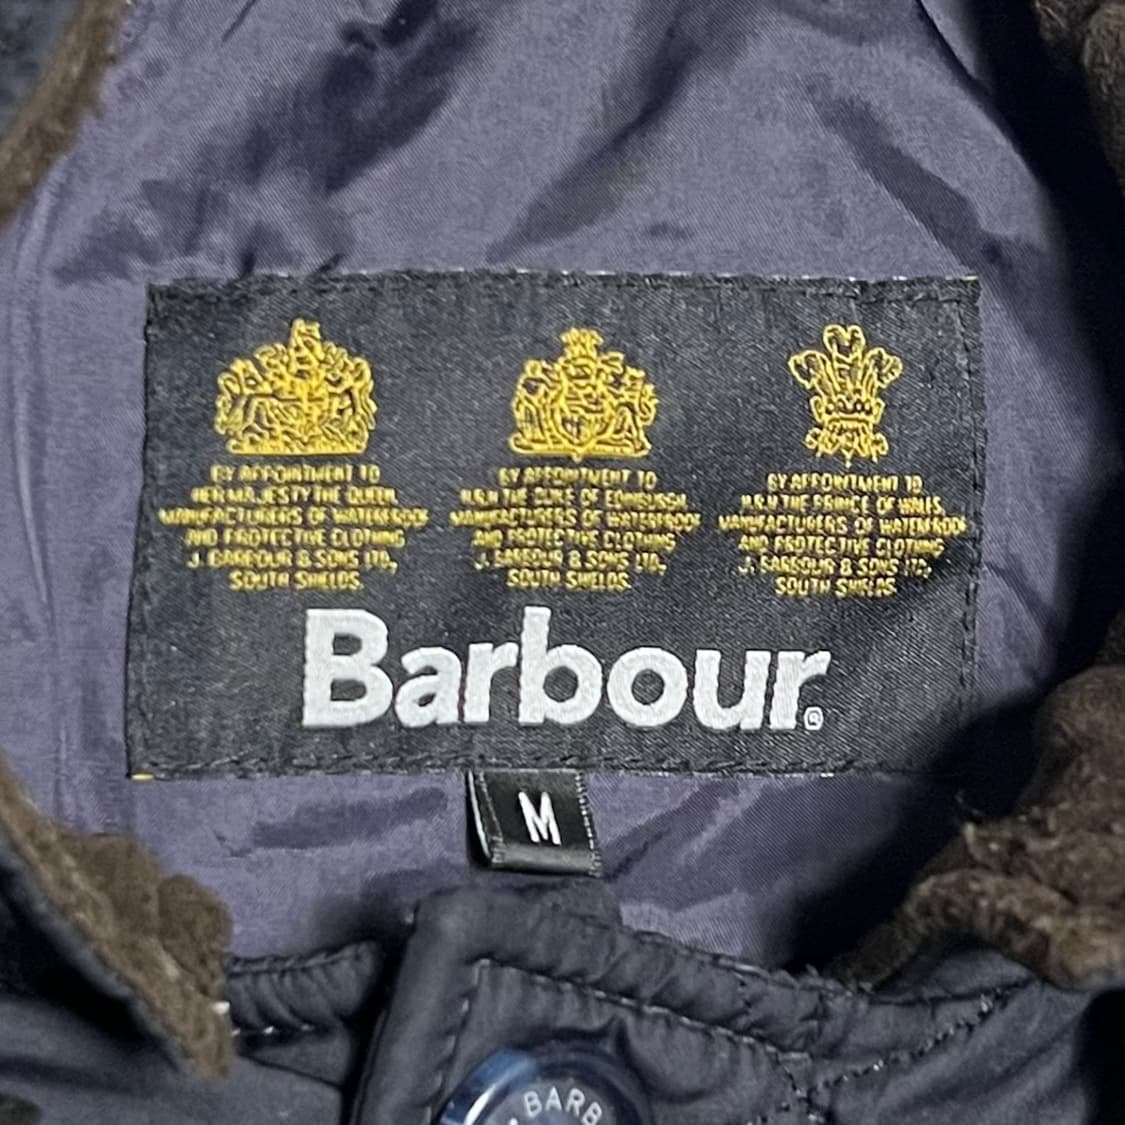 BY APPOINTMENT TO
HER MAJESTY THE QUEEN
MANUFACTURERS OF WATERPROOF
AND PROTECTIVE CLOTHING
J. BARBOUR & SONS LTD.
SOUTH SHIELDS.
BY APPOINTMENT TO
H.R.H THE DUKE OF EDINBURGH
MANUFACTURERS OF WATERPROOF
AND PROTECTIVE CLOTHING
J. BARBOUR & SONS LTD.
SOUTH SHIELDS.
BY APPOINTMENT TO
H.R.H THE PRINCE OF WALES
MANUFACTURERS OF WATERPROOF
AND PROTECTIVE CLOTHING
J. BARBOUR & SONS LTD.
SOUTH SHIELDS.
Barbour®
M
BARB